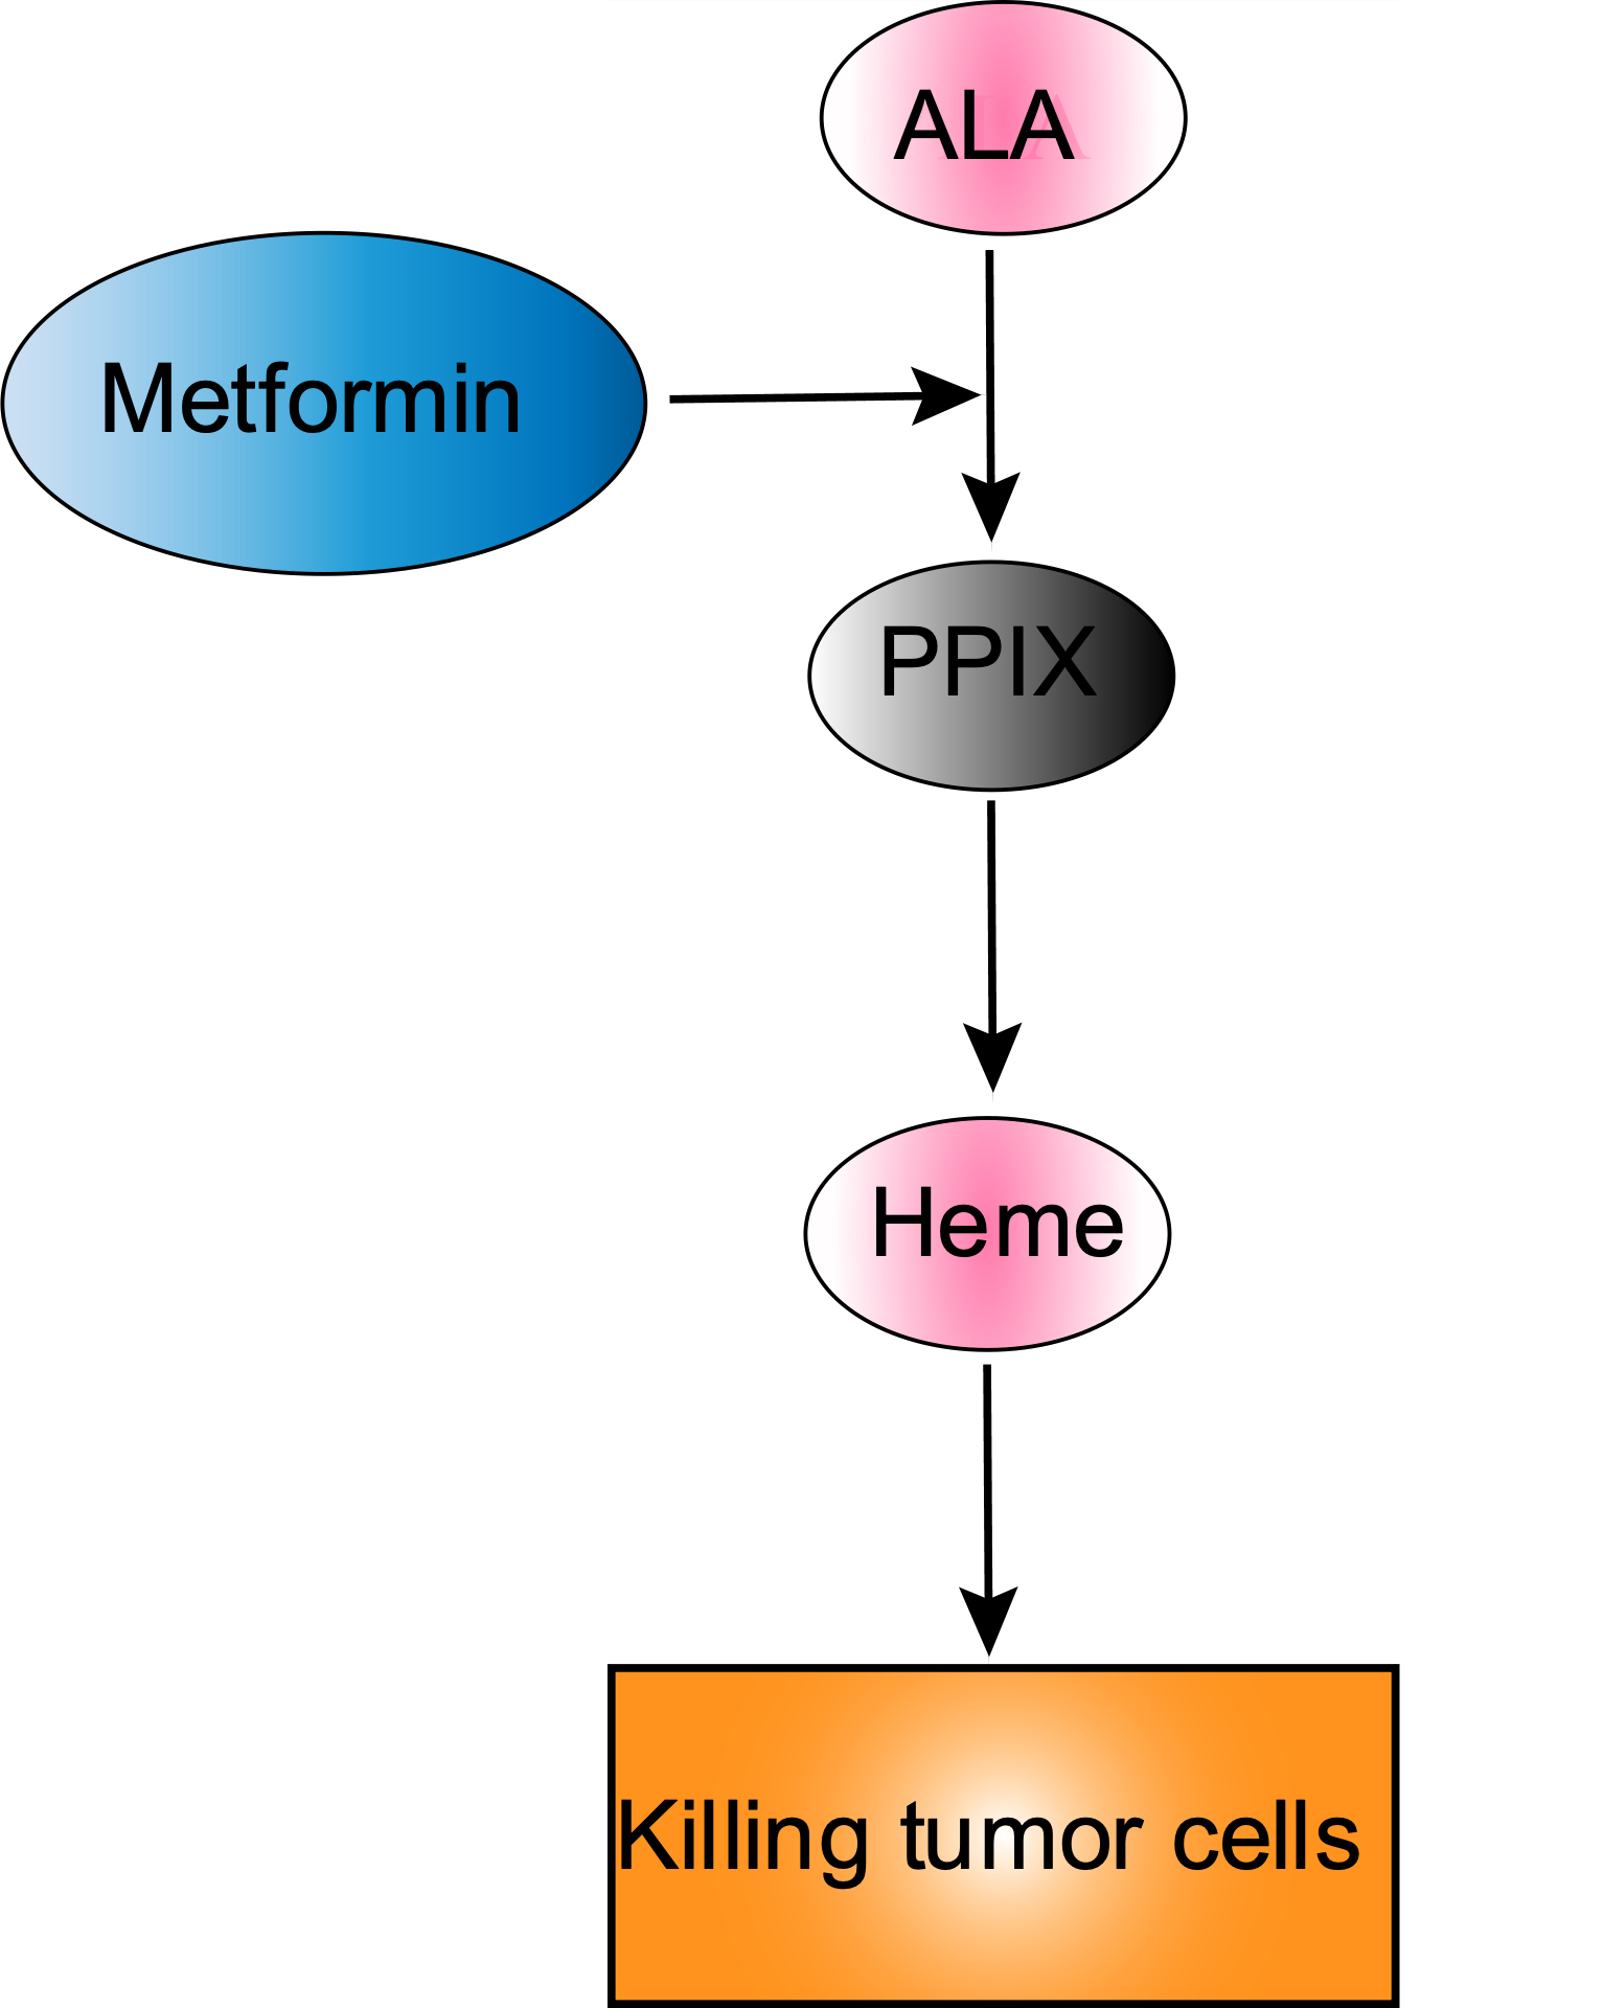 ALA
Metformin
PPIX
Heme
Killing tumor cells